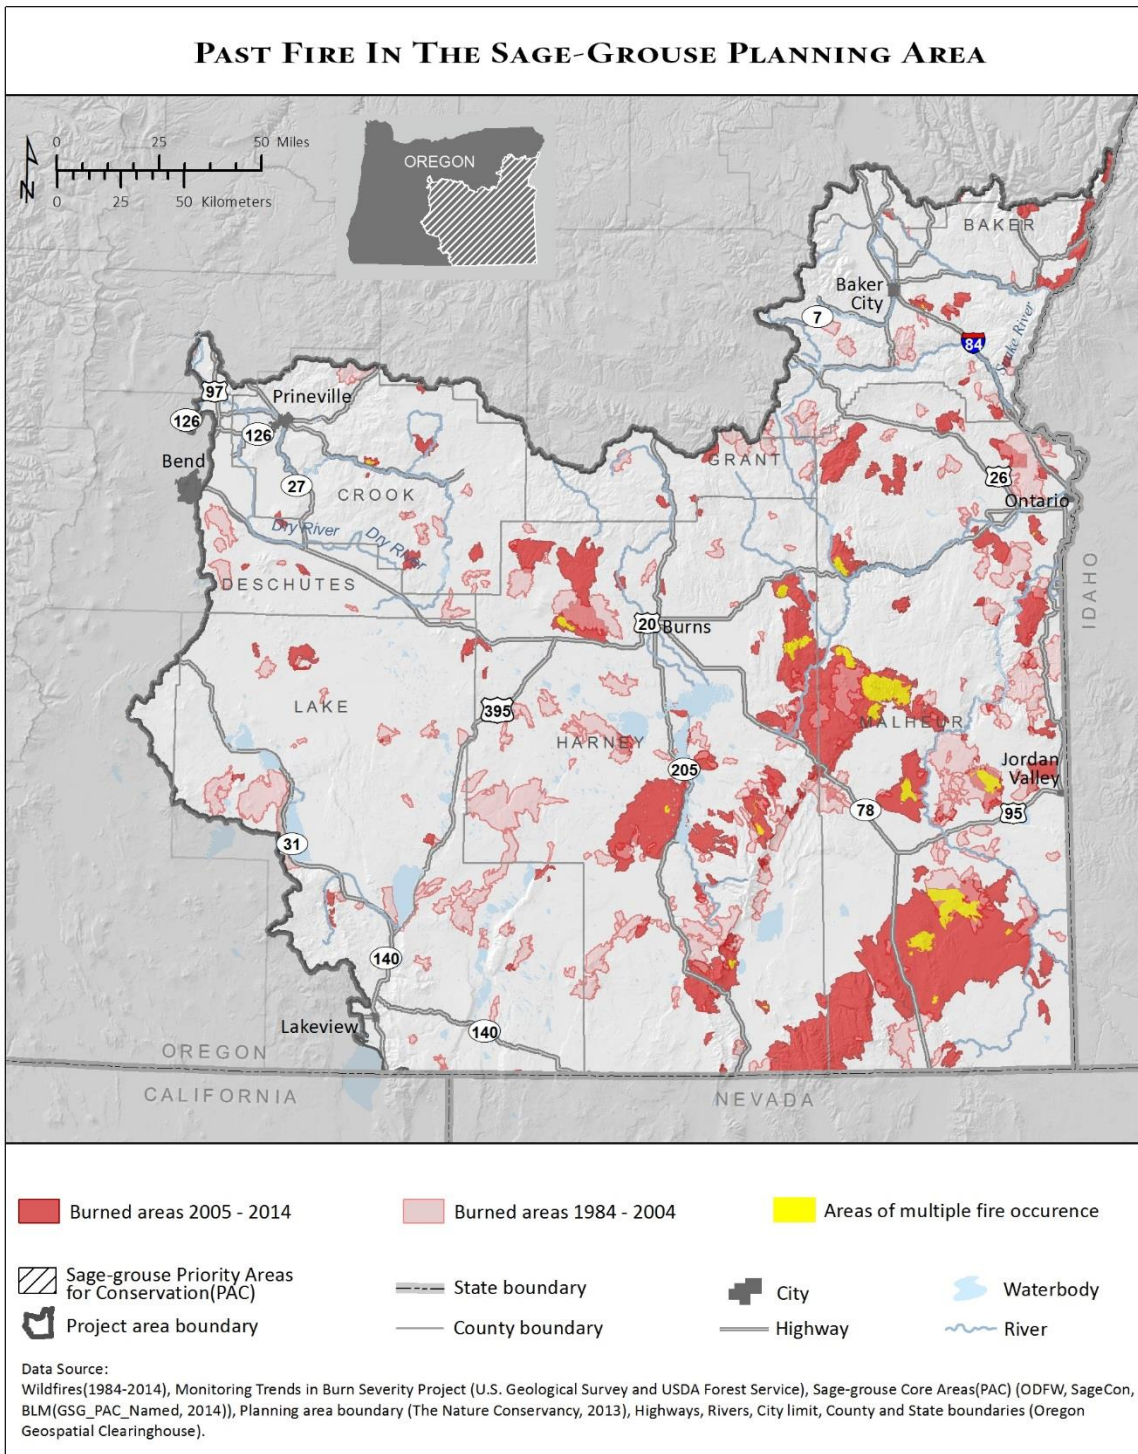 PAST FIRE IN THE SAGE-GROUSE PLANNING AREA
0 25 50 Miles
N
0 25 50 Kilometers
OREGON
BAKER
Baker
City
7
84
Snake River
97
Prineville
126
126
Bend
27
CROOK
GRANT
26
Ontario
Dry River
Dry River
DESCHUTES
IDAHO
20
Burns
LAKE
395
HARNEY
MALHEUR
205
Jordan
Valley
78
95
31
140
Lakeview
140
OREGON
CALIFORNIA
NEVADA
Burned areas 2005 - 2014
Burned areas 1984 - 2004
Areas of multiple fire occurence
Sage-grouse Priority Areas
for Conservation(PAC)
State boundary
City
Waterbody
Project area boundary
County boundary
Highway
River
Data Source:
Wildfires(1984-2014), Monitoring Trends in Burn Severity Project (U.S. Geological Survey and USDA Forest Service), Sage-grouse Core Areas(PAC) (ODFW, SageCon,
BLM(GSG_PAC_Named, 2014)), Planning area boundary (The Nature Conservancy, 2013), Highways, Rivers, City limit, County and State boundaries (Oregon
Geospatial Clearinghouse).